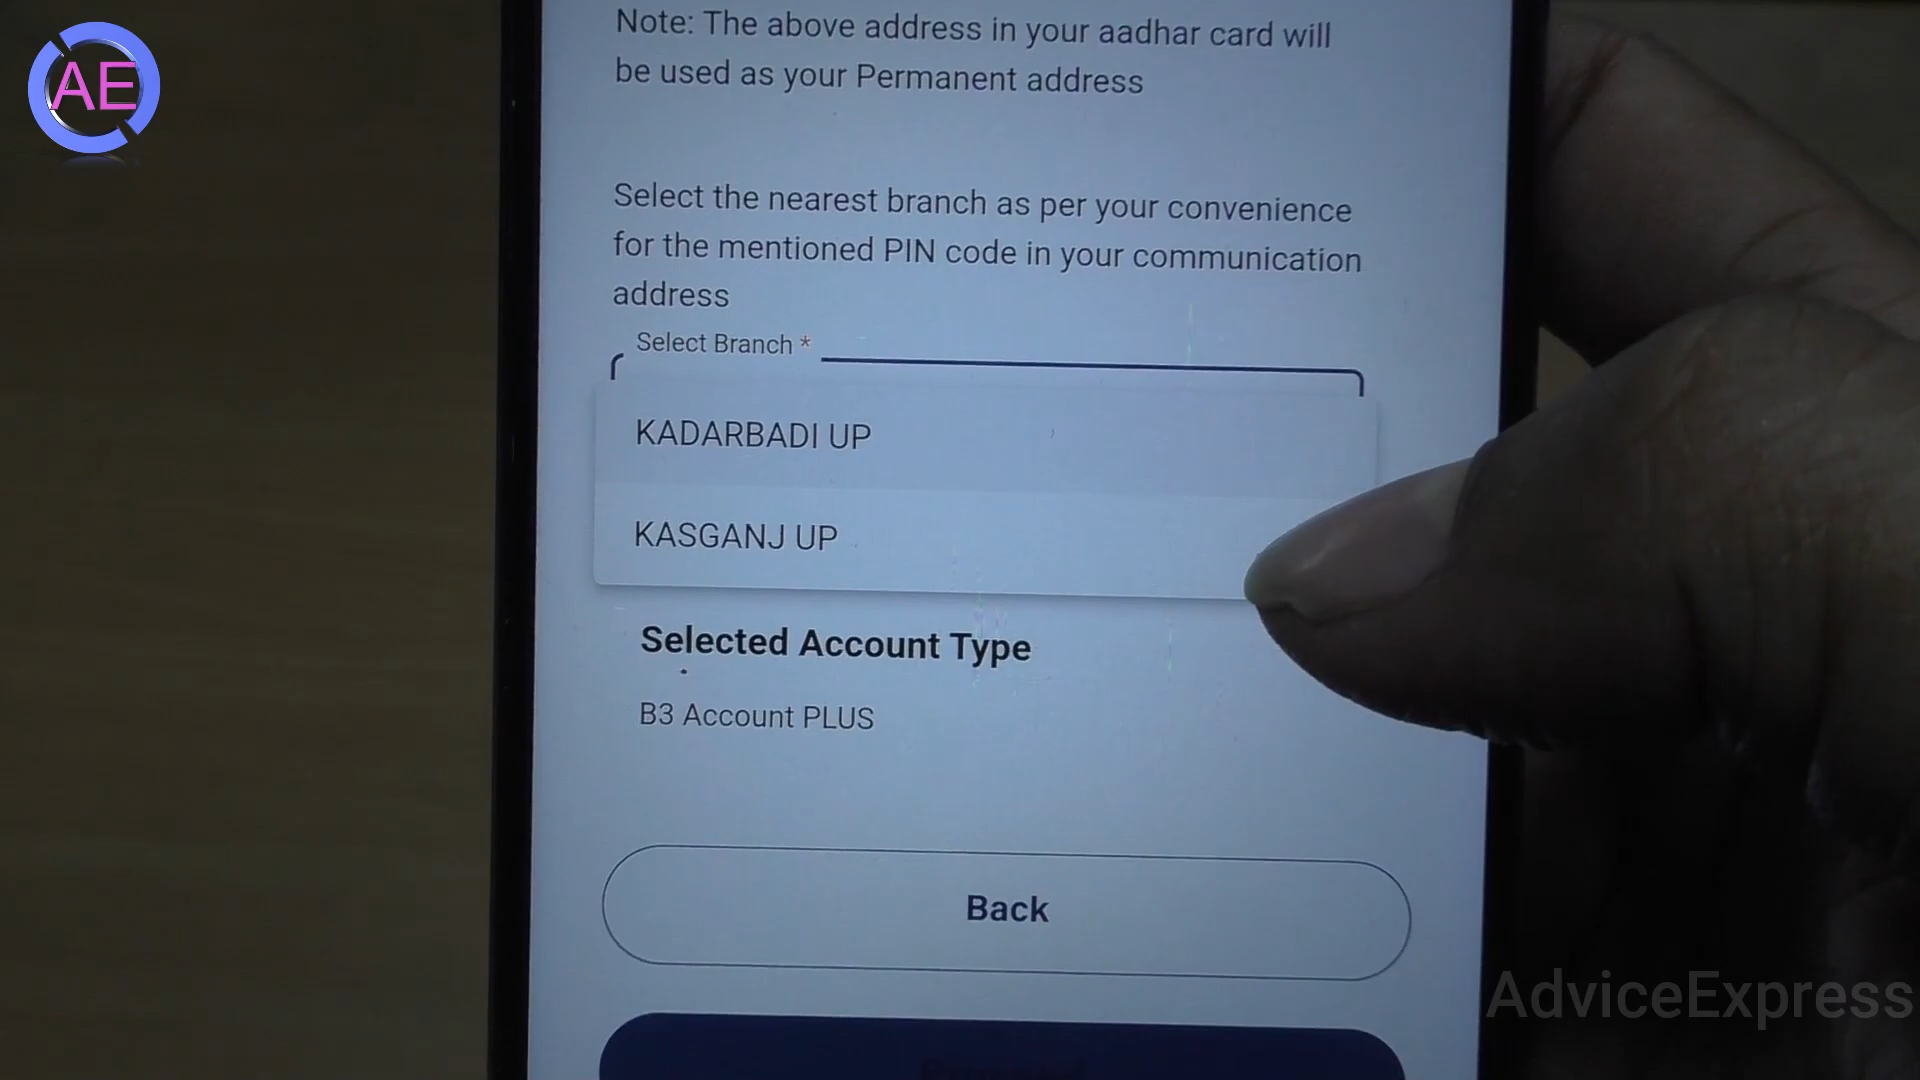 AE
Note: The above address in your aadhar card will
be used as your Permanent address
Select the nearest branch as per your convenience
for the mentioned PIN code in your communication
address
Select Branch *
KADARBADI UP
KASGANJ UP
Selected Account Type
B3 Account PLUS
Back
AdviceExpress